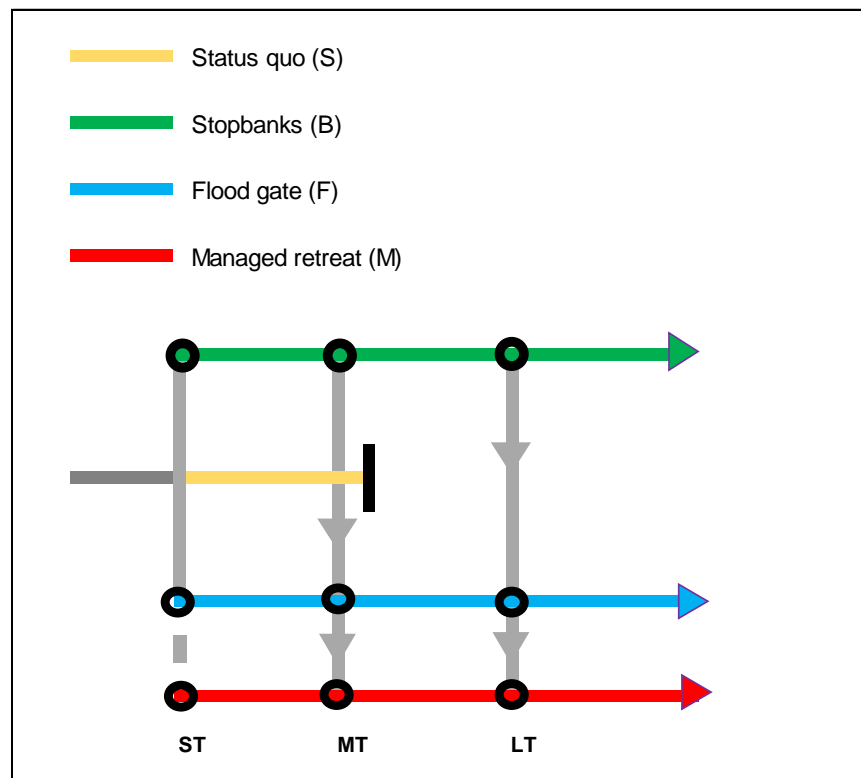 Status quo (S)
Stopbanks (B)
Flood gate (F)
Managed retreat (M)
ST MT LT